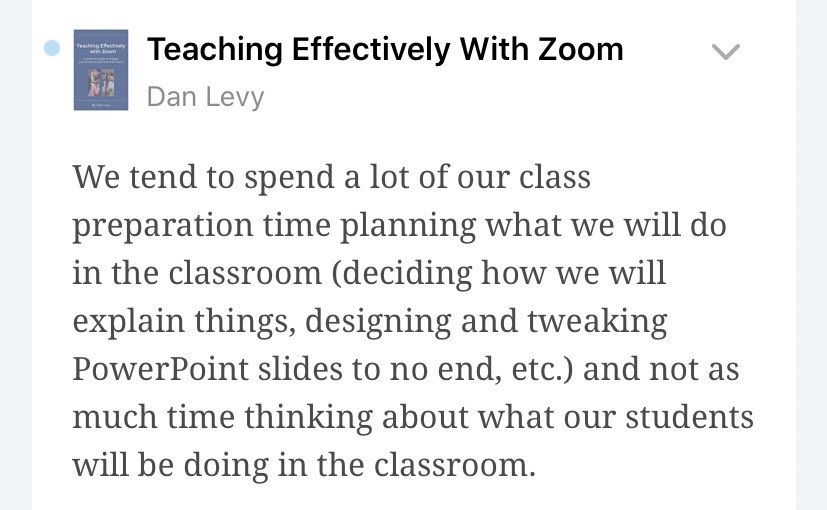 Teaching Effectively With Zoom
Dan Levy
Teaching Effectively
with Zoom
We tend to spend a lot of our class
preparation time planning what we will do
in the classroom (deciding how we will
explain things, designing and tweaking
PowerPoint slides to no end, etc.) and not as
much time thinking about what our students
will be doing in the classroom.